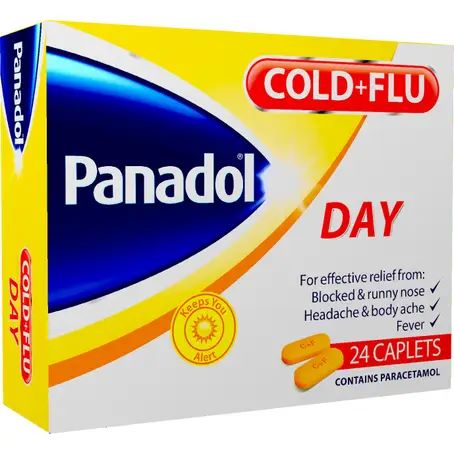 Panadol
COLD+FLU
DAY
COLD+FLU
Panadol®
DAY
For effective relief from:
Blocked & runny nose ✓
Headache & body ache ✓
Fever ✓
Keeps You
Alert
C+F
C+F
24 CAPLETS
CONTAINS PARACETAMOL